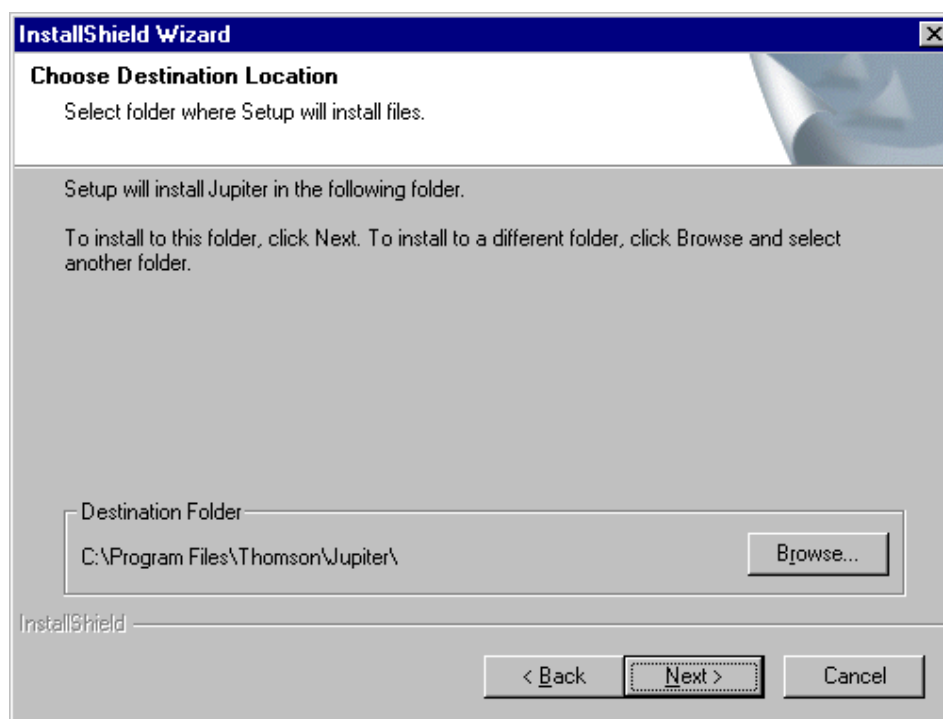 InstallShield Wizard
Choose Destination Location
Select folder where Setup will install files.
Setup will install Jupiter in the following folder.
To install to this folder, click Next. To install to a different folder, click Browse and select
another folder.
Destination Folder
C:\Program Files\Thomson\Jupiter\
Browse...
InstallShield
< Back
Next >
Cancel